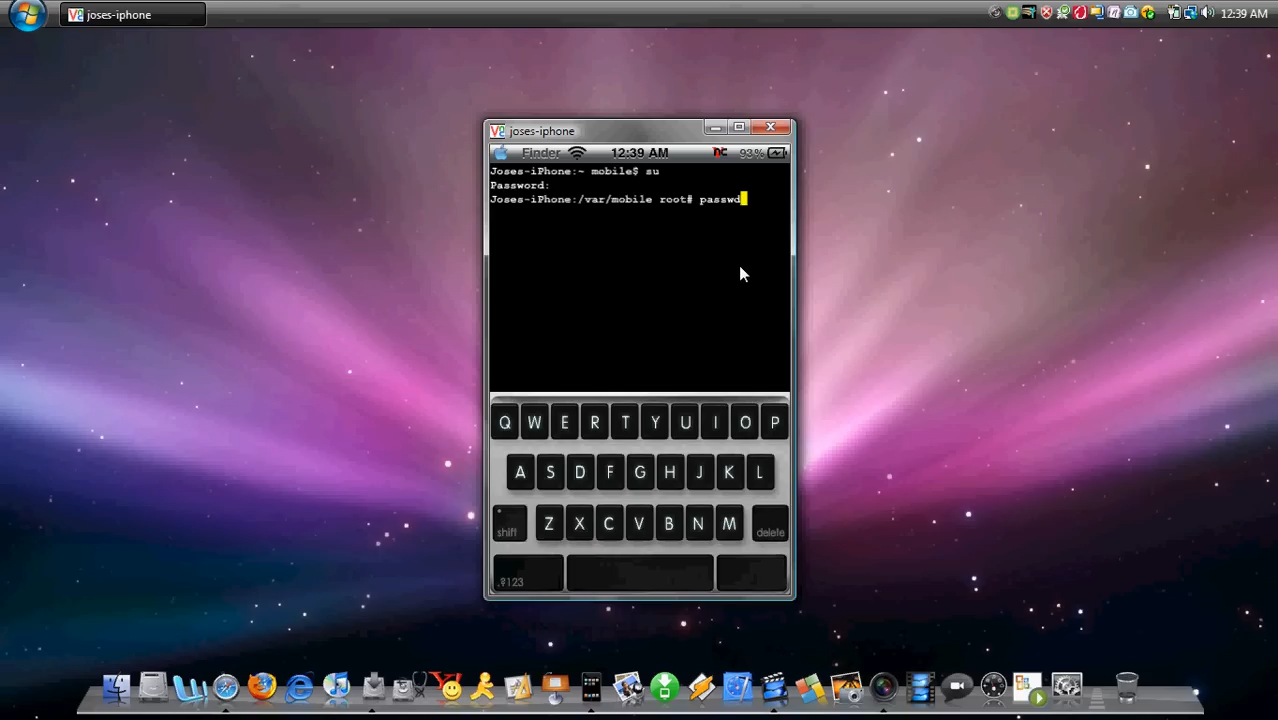 joses-iphone
12:39 AM
joses-iphone
Finder 12:39 AM 93%
Joses-iPhone:~ mobile$ su
Password:
Joses-iPhone:/var/mobile root# passwd
Q W E R T Y U I O P
A S D F G H J K L
shift Z X C V B N M delete
.?123